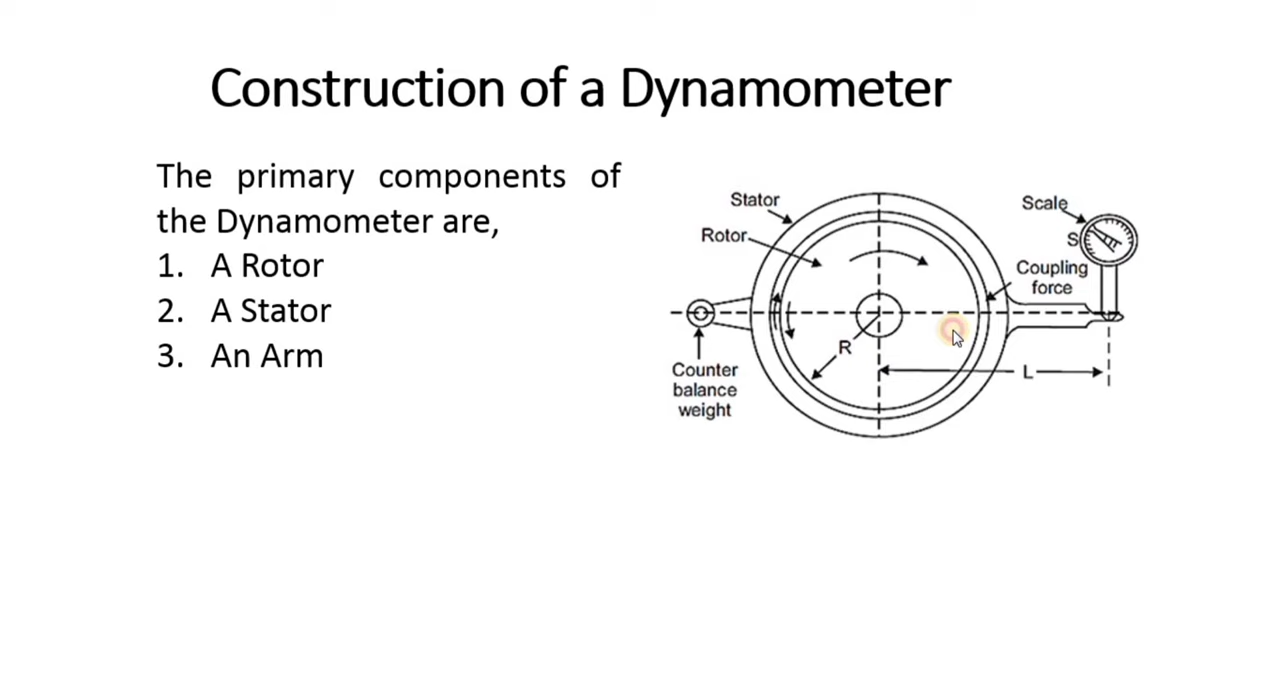 Construction of a Dynamometer
The primary components of
the Dynamometer are,
1. A Rotor
2. A Stator
3. An Arm
Stator
Rotor
Scale
S
Coupling
force
R
L
Counter
balance
weight